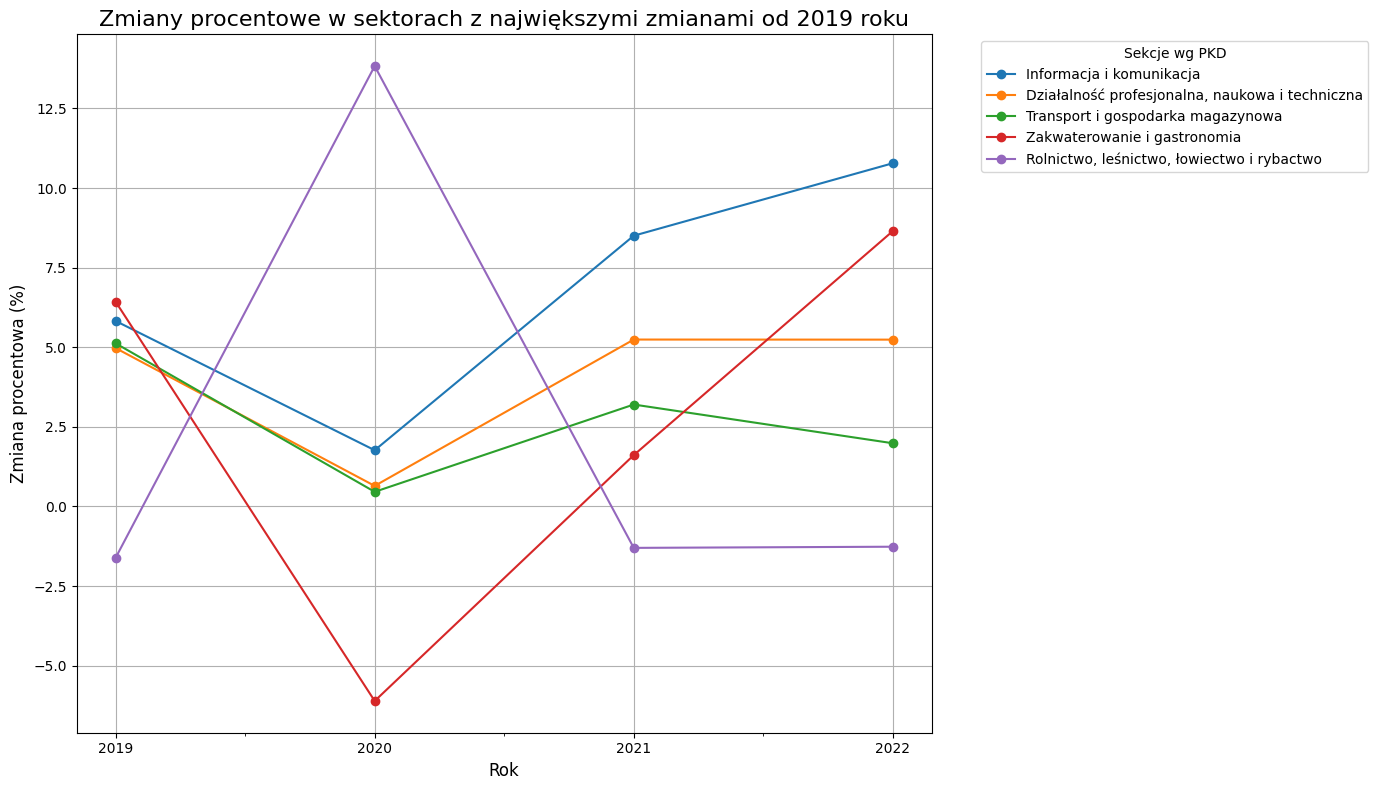 Zmiany procentowe w sektorach z największymi zmianami od 2019 roku
Sekcje wg PKD
Informacja i komunikacja
Działalność profesjonalna, naukowa i techniczna
Transport i gospodarka magazynowa
Zakwaterowanie i gastronomia
Rolnictwo, leśnictwo, łowiectwo i rybactwo
Zmiana procentowa (%)
12.5
10.0
7.5
5.0
2.5
0.0
−2.5
−5.0
2019 2020 2021 2022
Rok